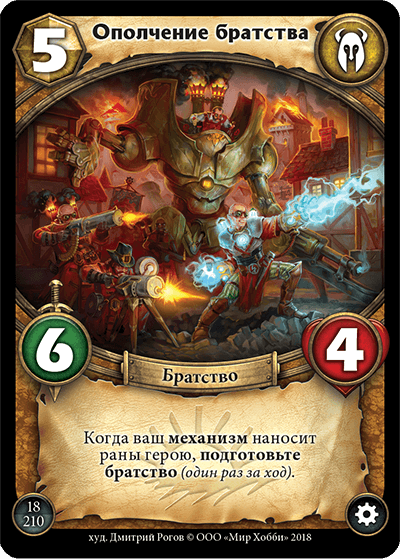 5
Ополчение братства
6
4
Братство
Когда ваш механизм наносит
раны герою, подготовьте
братство (один раз за ход).
18
210
худ. Дмитрий Рогов © ООО «Мир Хобби» 2018